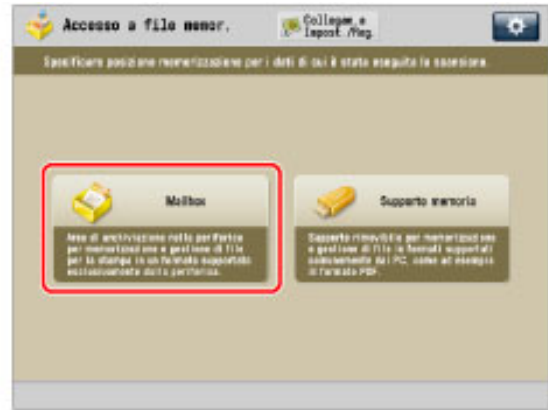 Accesso a file memor.
Collegam. e
Impost./Reg.
Specificare posizione memorizzazione per i dati di cui è stata eseguita la scansione.
Mailbox
Area di archiviazione nella periferica
per memorizzazione e gestione di file
per la stampa in un formato supportato
esclusivamente dalla periferica.
Supporto memoria
Supporto rimovibile per memorizzazione
e gestione di file in formati supportati
comunemente dai PC, come ad esempio
il formato PDF.